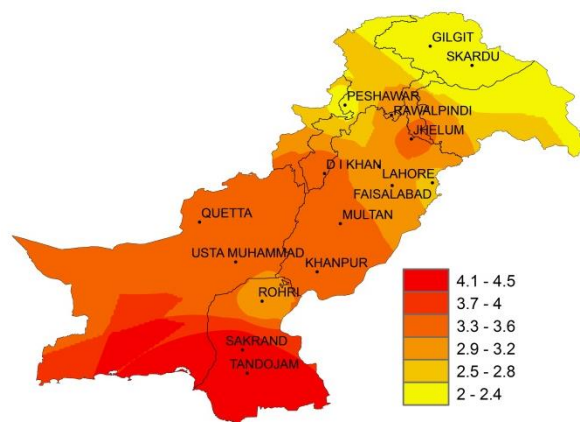 GILGIT
SKARDU
PESHAWAR
RAWALPINDI
JHELUM
D I KHAN
LAHORE
FAISALABAD
QUETTA
MULTAN
USTA MUHAMMAD
KHANPUR
ROHRI
SAKRAND
TANDOJAM
4.1 - 4.5
3.7 - 4
3.3 - 3.6
2.9 - 3.2
2.5 - 2.8
2 - 2.4